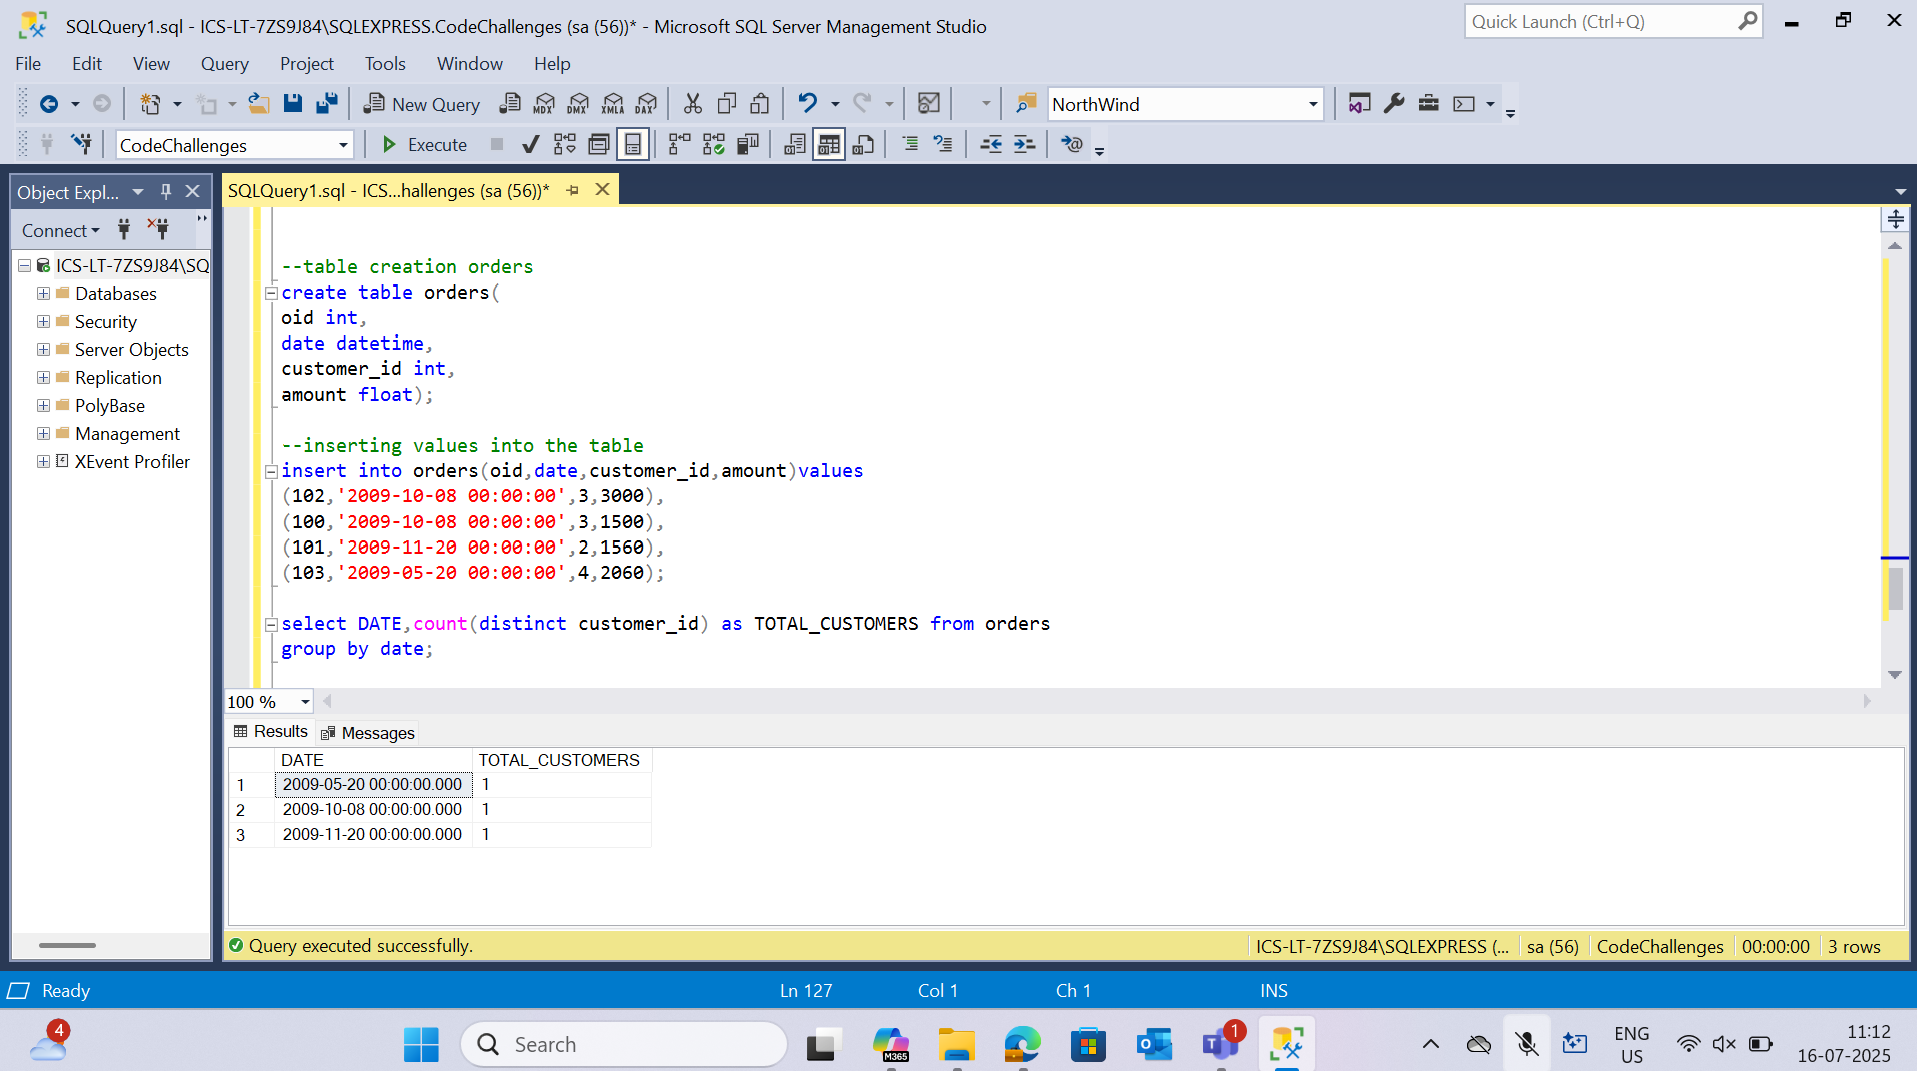 SQLQuery1.sql - ICS-LT-7ZS9J84\SQLEXPRESS.CodeChallenges (sa (56))* - Microsoft SQL Server Management Studio
Quick Launch (Ctrl+Q)
File Edit View Query Project Tools Window Help
New Query
MDX DMX XMLA DAX
NorthWind
CodeChallenges
Execute
Object Expl...
SQLQuery1.sql - ICS...hallenges (sa (56))*
Connect
ICS-LT-7ZS9J84\SQ
Databases
Security
Server Objects
Replication
PolyBase
Management
XEvent Profiler
--table creation orders
create table orders(
oid int,
date datetime,
customer_id int,
amount float);
--inserting values into the table
insert into orders(oid,date,customer_id,amount)values
(102,'2009-10-08 00:00:00',3,3000),
(100,'2009-10-08 00:00:00',3,1500),
(101,'2009-11-20 00:00:00',2,1560),
(103,'2009-05-20 00:00:00',4,2060);
select DATE,count(distinct customer_id) as TOTAL_CUSTOMERS from orders
group by date;
100 %
Results Messages
DATE TOTAL_CUSTOMERS
1 2009-05-20 00:00:00.000 1
2 2009-10-08 00:00:00.000 1
3 2009-11-20 00:00:00.000 1
Query executed successfully.
ICS-LT-7ZS9J84\SQLEXPRESS (... sa (56) CodeChallenges 00:00:00 3 rows
Ready Ln 127 Col 1 Ch 1 INS
4
Search
M365
1
ENG
US
11:12
16-07-2025